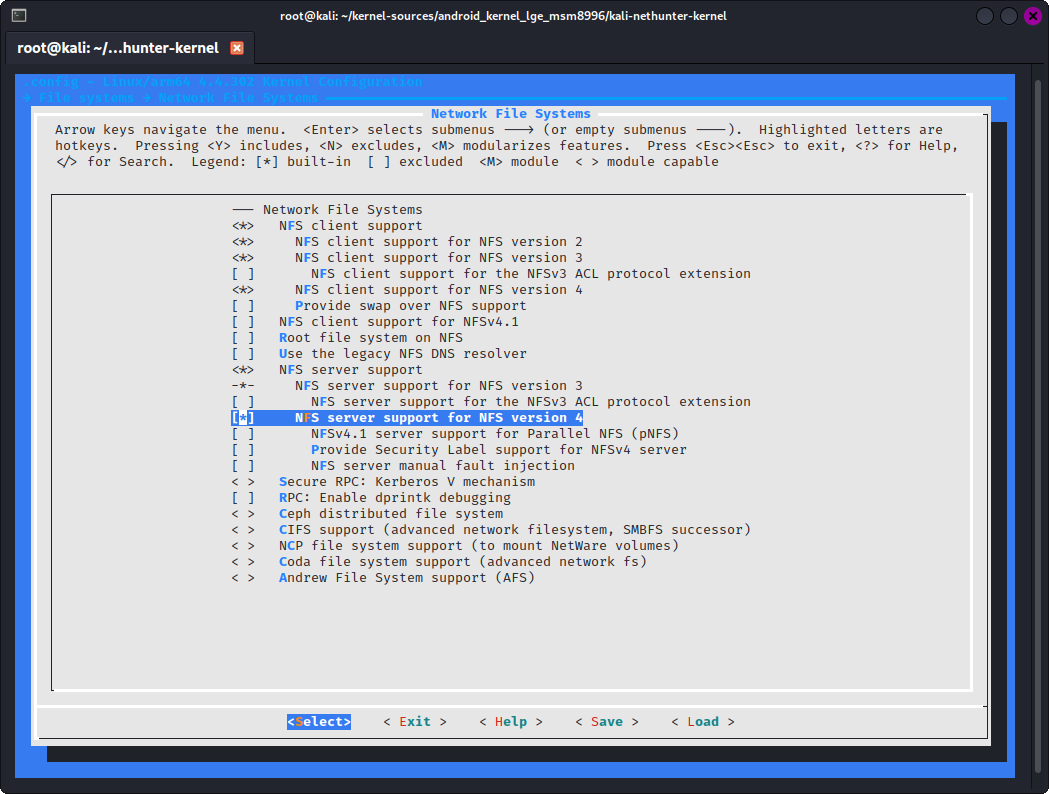 root@kali: ~/kernel-sources/android_kernel_lge_msm8996/kali-nethunter-kernel
root@kali: ~/...hunter-kernel
.config - Linux/arm64 4.4.302 Kernel Configuration
→ File systems → Network File Systems
Network File Systems
Arrow keys navigate the menu.  <Enter> selects submenus ---> (or empty submenus ----).  Highlighted letters are
hotkeys.  Pressing <Y> includes, <N> excludes, <M> modularizes features.  Press <Esc><Esc> to exit, <?> for Help,
</> for Search.  Legend: [*] built-in  [ ] excluded  <M> module  < > module capable
--- Network File Systems
<*>   NFS client support
<*>     NFS client support for NFS version 2
<*>     NFS client support for NFS version 3
[ ]       NFS client support for the NFSv3 ACL protocol extension
<*>     NFS client support for NFS version 4
[ ]     Provide swap over NFS support
[ ]   NFS client support for NFSv4.1
[ ]   Root file system on NFS
[ ]   Use the legacy NFS DNS resolver
<*>   NFS server support
-*-     NFS server support for NFS version 3
[ ]       NFS server support for the NFSv3 ACL protocol extension
[*]     NFS server support for NFS version 4
[ ]       NFSv4.1 server support for Parallel NFS (pNFS)
[ ]       Provide Security Label support for NFSv4 server
[ ]       NFS server manual fault injection
< >   Secure RPC: Kerberos V mechanism
[ ]   RPC: Enable dprintk debugging
< >   Ceph distributed file system
< >   CIFS support (advanced network filesystem, SMBFS successor)
< >   NCP file system support (to mount NetWare volumes)
< >   Coda file system support (advanced network fs)
< >   Andrew File System support (AFS)
<Select>    < Exit >    < Help >    < Save >    < Load >